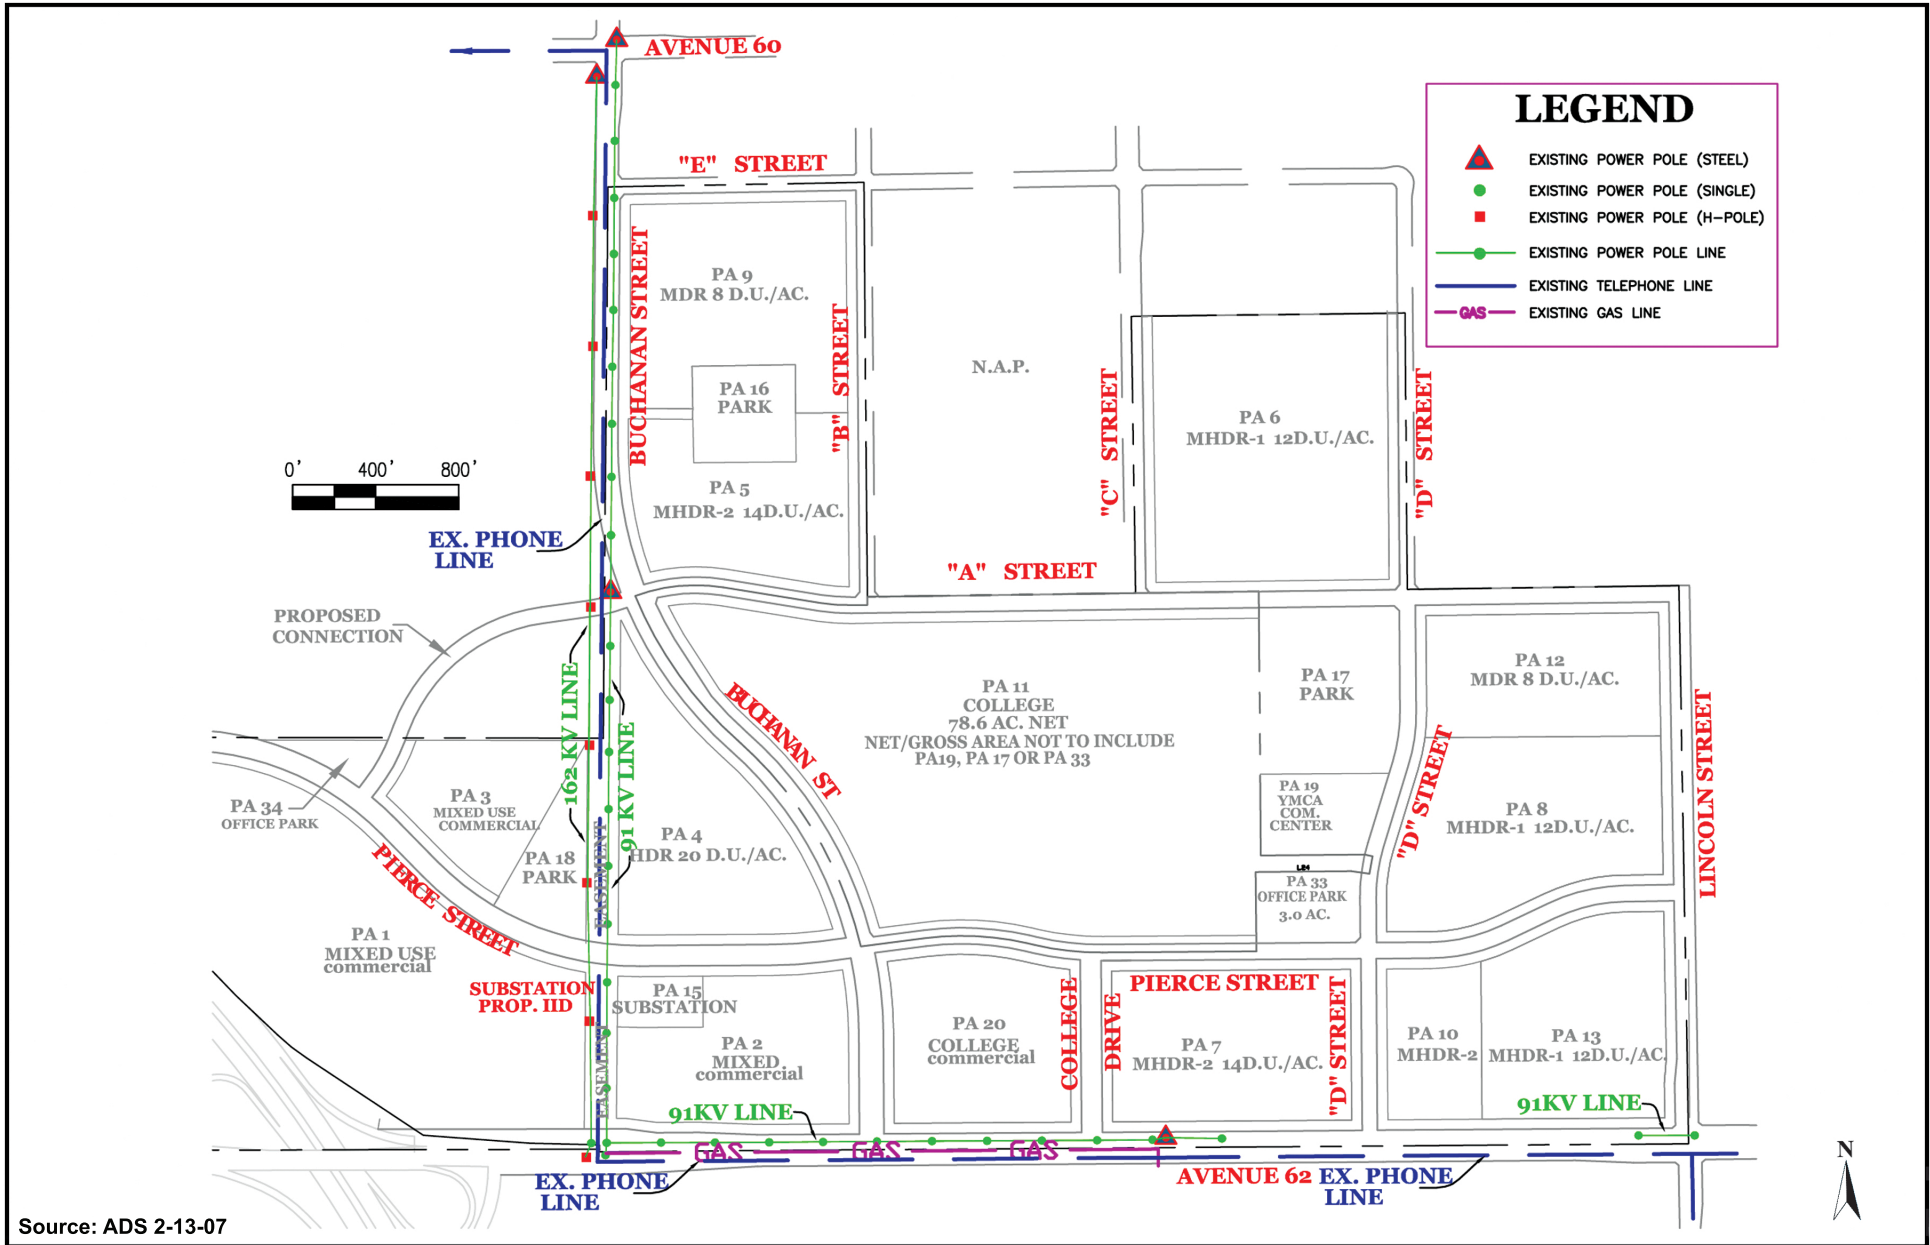 AVENUE 60
LEGEND
EXISTING POWER POLE (STEEL)
EXISTING POWER POLE (SINGLE)
EXISTING POWER POLE (H-POLE)
EXISTING POWER POLE LINE
EXISTING TELEPHONE LINE
GAS EXISTING GAS LINE
"E" STREET
BUCHANAN STREET
PA 9
MDR 8 D.U./AC.
"B" STREET
PA 16
PARK
N.A.P.
"C" STREET
PA 6
MHDR-1 12D.U./AC.
"D" STREET
0' 400' 800'
PA 5
MHDR-2 14D.U./AC.
EX. PHONE
LINE
"A" STREET
PROPOSED
CONNECTION
162 KV LINE
91 KV LINE
BUCHANAN ST
PA 11
COLLEGE
78.6 AC. NET
NET/GROSS AREA NOT TO INCLUDE
PA19, PA 17 OR PA 33
PA 17
PARK
PA 12
MDR 8 D.U./AC.
LINCOLN STREET
"D" STREET
PA 34
OFFICE PARK
PA 3
MIXED USE
COMMERCIAL
PA 18
PARK
EASEMENT
PA 4
HDR 20 D.U./AC.
PA 19
YMCA
COM.
CENTER
PA 8
MHDR-1 12D.U./AC.
L24
PA 33
OFFICE PARK
3.0 AC.
PIERCE STREET
PA 1
MIXED USE
commercial
SUBSTATION
PROP. IID
PA 15
SUBSTATION
EASEMENT
PA 2
MIXED
commercial
PA 20
COLLEGE
commercial
COLLEGE
DRIVE
PIERCE STREET
PA 7
MHDR-2 14D.U./AC.
"D" STREET
PA 10
MHDR-2
PA 13
MHDR-1 12D.U./AC.
91KV LINE
91KV LINE
GAS GAS GAS
EX. PHONE
LINE
AVENUE 62
EX. PHONE
LINE
N
Source: ADS 2-13-07